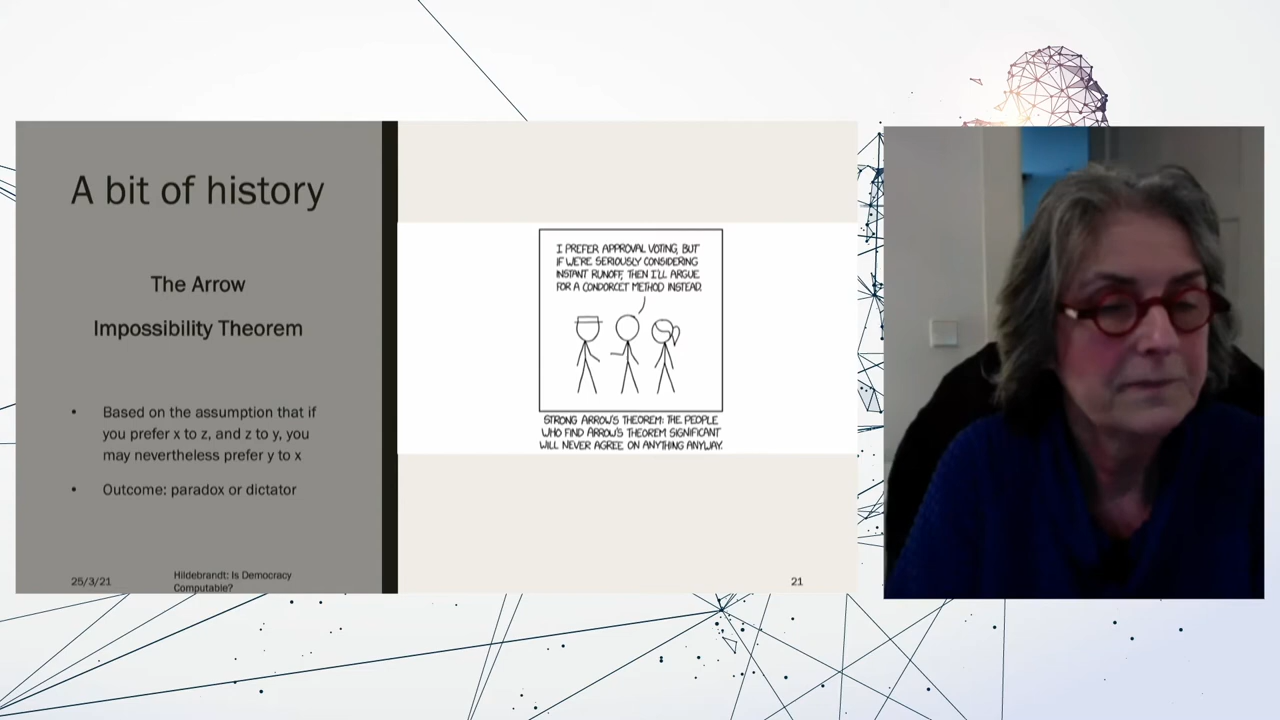 A bit of history
The Arrow
Impossibility Theorem
• Based on the assumption that if
you prefer x to z, and z to y, you
may nevertheless prefer y to x
• Outcome: paradox or dictator
25/3/21
Hildebrandt: Is Democracy
Computable?
I PREFER APPROVAL VOTING, BUT
IF WE'RE SERIOUSLY CONSIDERING
INSTANT RUNOFF, THEN I'LL ARGUE
FOR A CONDORCET METHOD INSTEAD.
STRONG ARROW'S THEOREM: THE PEOPLE
WHO FIND ARROW'S THEOREM SIGNIFICANT
WILL NEVER AGREE ON ANYTHING ANYWAY.
21